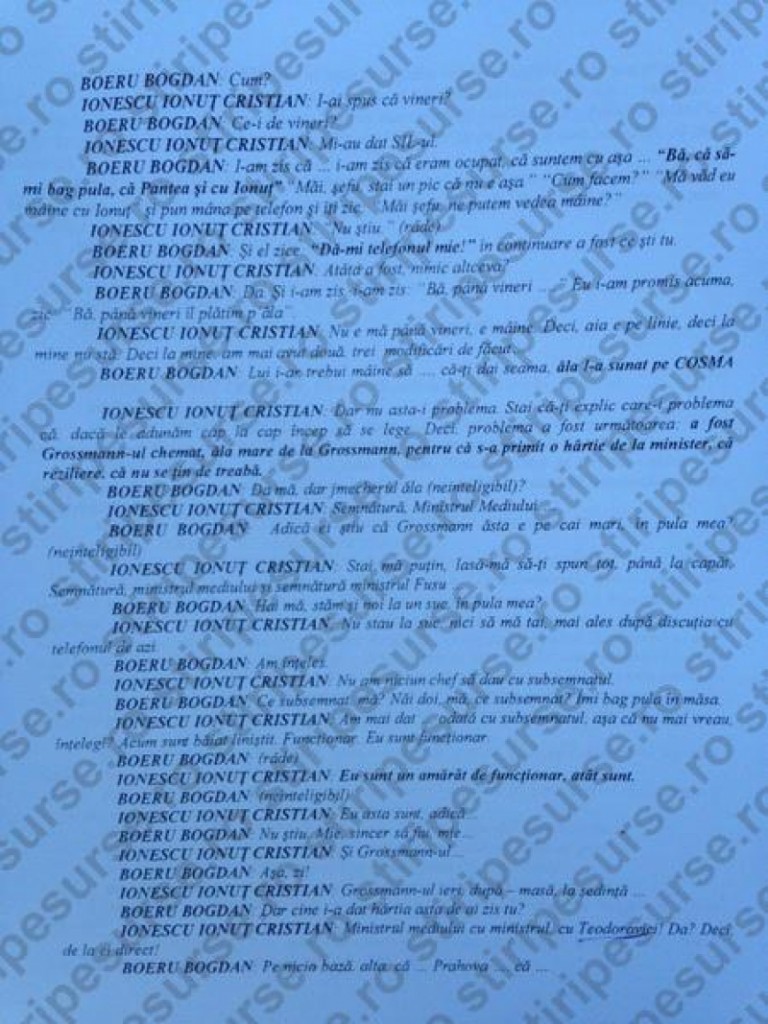 BOERU BOGDAN: Cum?
IONESCU IONUȚ CRISTIAN: I-ai spus că vineri?
BOERU BOGDAN: Ce-i de vineri?
IONESCU IONUȚ CRISTIAN: Mi-au dat SIL-ul.
BOERU BOGDAN: I-am zis că ... i-am zis că eram ocupat, că suntem cu așa ... "Bă, că să-
mi bag pula, că Pantea și cu Ionuț" "Măi, șefu, stai un pic că nu e așa " "Cum facem?" "Mă văd eu
mâine cu Ionuț" și pun mâna pe telefon și îți zic, "Măi șefu, ne putem vedea mâine?"
IONESCU IONUȚ CRISTIAN: "Nu știu." (râde)
BOERU BOGDAN: Și el zice: "Dă-mi telefonul mie!" în continuare a fost ce ști tu.
IONESCU IONUȚ CRISTIAN: Atâta a fost, nimic altceva?
BOERU BOGDAN: Da. Și i-am zis, i-am zis: "Bă, până vineri ...." Eu i-am promis acuma,
zic: "Bă, până vineri îl plătim p'ăla".
IONESCU IONUȚ CRISTIAN: Nu e mă până vineri, e mâine. Deci, aia e pe linie, deci la
mine nu stă. Deci la mine am mai avut două, trei modificări de făcut.
BOERU BOGDAN: Lui i-ar trebui mâine să ... că-ți dai seama, ăla l-a sunat pe COSMA
IONESCU IONUȚ CRISTIAN: Dar nu asta-i problema. Stai că-ți explic care-i problema
că, dacă le adunăm cap la cap încep să se lege. Deci, problema a fost următoarea: a fost
Grossmann-ul chemat, ăla mare de la Grossmann, pentru că s-a primit o hârtie de la minister, că
reziliere, că nu se țin de treabă.
BOERU BOGDAN: Da mă, dar jmecherul ăla (neinteligibil)?
IONESCU IONUȚ CRISTIAN: Semnătură, Ministrul Mediului...
BOERU BOGDAN: Adică ei știu că Grossmann ăsta e pe cai mari, în pula mea?
(neinteligibil)
IONESCU IONUȚ CRISTIAN: Stai, mă puțin, lasă-mă să-ți spun tot, până la capăt.
Semnătură, ministrul mediului și semnătură ministrul Fusu ...
BOERU BOGDAN: Hai mă, stăm și noi la un suc, în pula mea?
IONESCU IONUȚ CRISTIAN: Nu stau la suc, nici să mă tai, mai ales după discuția cu
telefonul de azi.
BOERU BOGDAN: Am înțeles.
IONESCU IONUȚ CRISTIAN: Nu am niciun chef să dau cu subsemnatul.
BOERU BOGDAN: Ce subsemnat, mă? Năi doi, mă, ce subsemnat? Îmi bag pula în măsa.
IONESCU IONUȚ CRISTIAN: Am mai dat ... odată cu subsemnatul, așa că nu mai vreau,
înțelegi? Acum sunt băiat liniștit. Funcționar. Eu sunt funcționar.
BOERU BOGDAN: (râde)
IONESCU IONUȚ CRISTIAN: Eu sunt un amărât de funcționar, atât sunt.
BOERU BOGDAN: (neinteligibil)
IONESCU IONUȚ CRISTIAN: Eu asta sunt, adică...
BOERU BOGDAN: Nu știu. Mie, sincer să fiu, mie...
IONESCU IONUȚ CRISTIAN: Și Grossmann-ul...
BOERU BOGDAN: Așa, zi!
IONESCU IONUȚ CRISTIAN: Grossmann-ul ieri, după – masă, la ședință ...
BOERU BOGDAN: Dar cine i-a dat hârtia asta de ai zis tu?
IONESCU IONUȚ CRISTIAN: Ministrul mediului cu ministrul, cu Teodorovici! Da? Deci,
de la ei direct!
BOERU BOGDAN: Pe nicio bază, alta, că ... Prahova ..., că ...